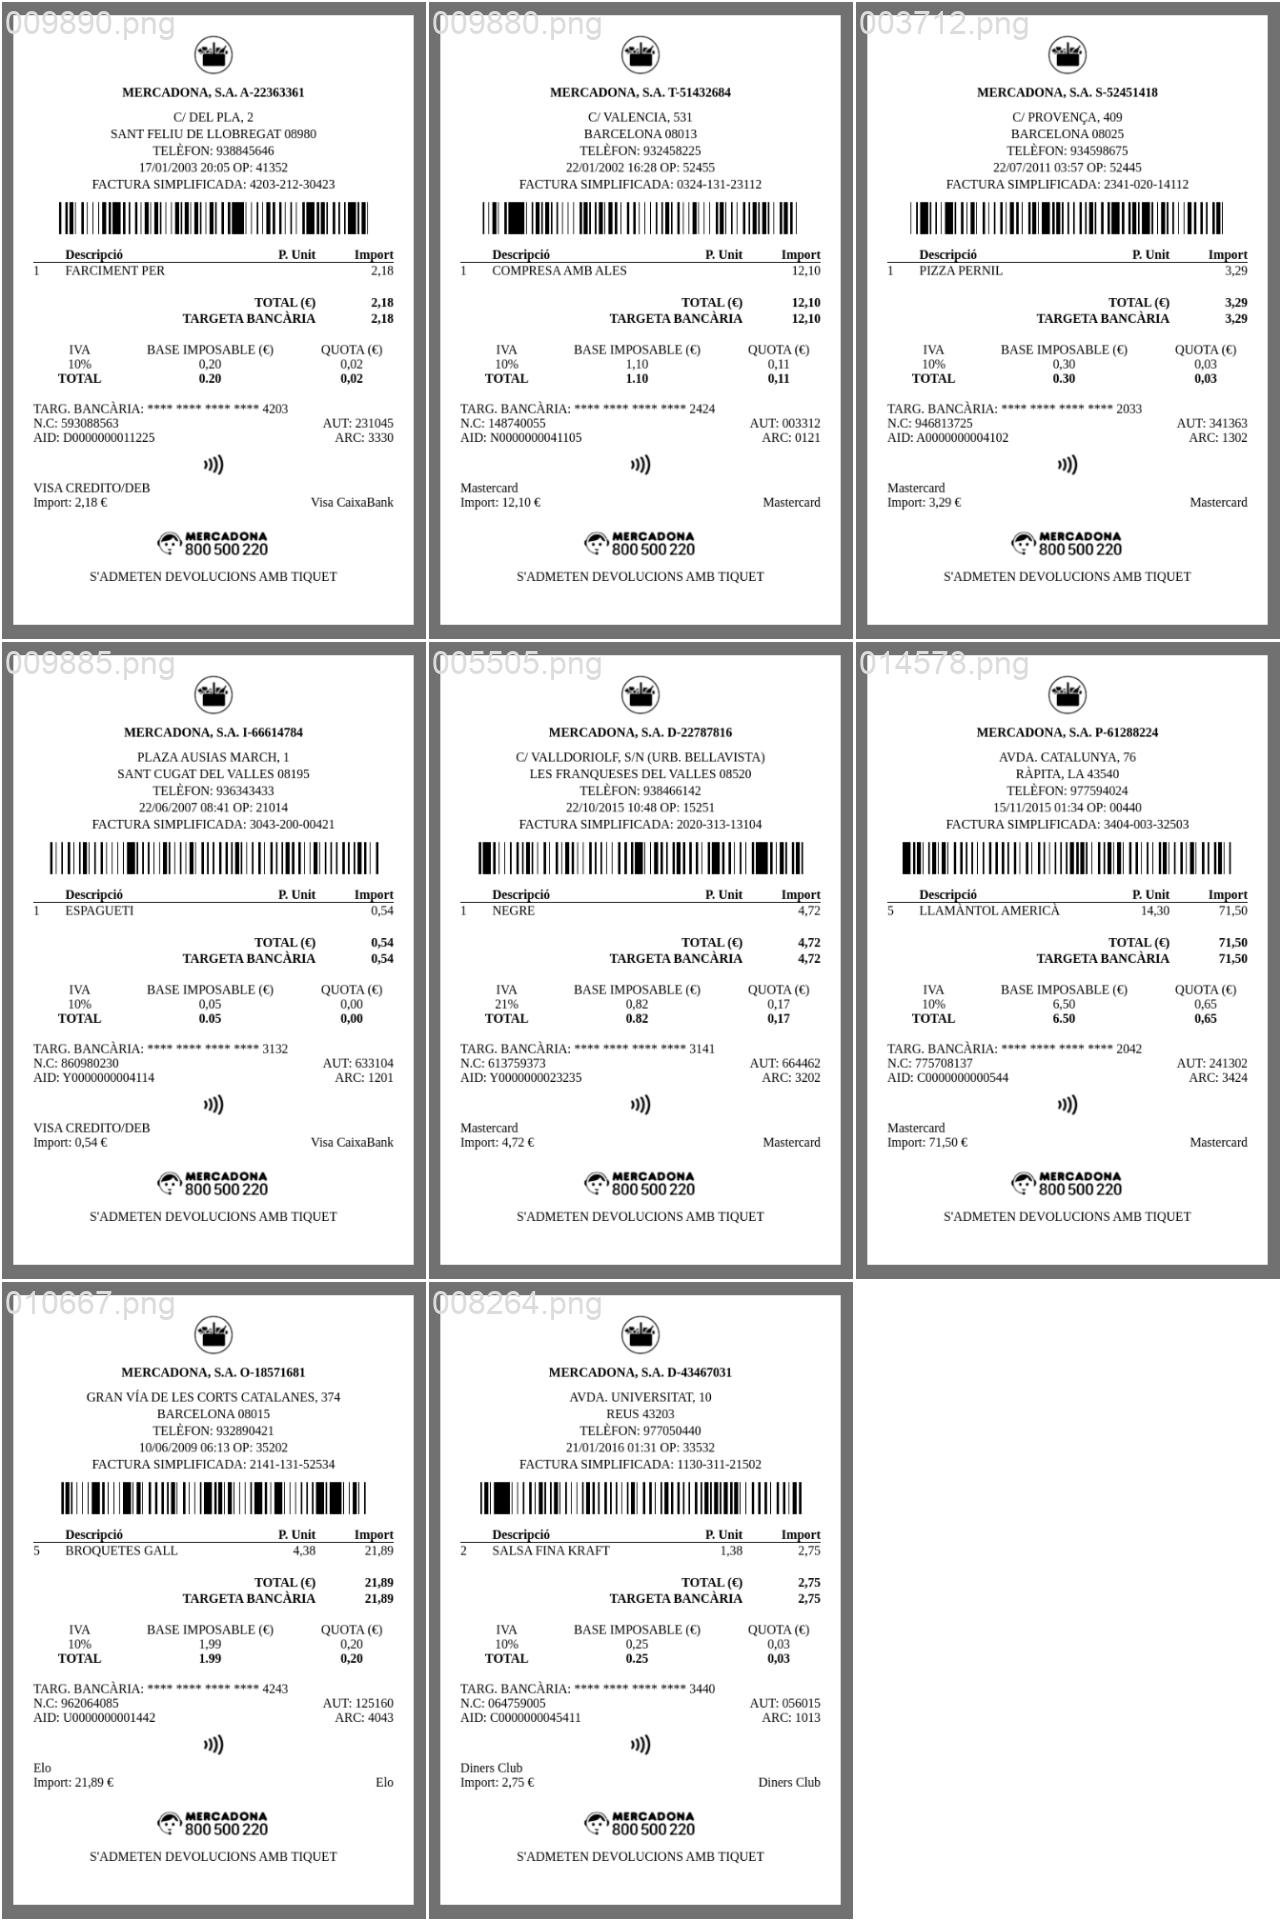 009890.png
MERCADONA, S.A. A-22363361
C/ DEL PLA, 2
SANT FELIU DE LLOBREGAT 08980
TELÈFON: 938845646
17/01/2003 20:05 OP: 41352
FACTURA SIMPLIFICADA: 4203-212-30423
Descripció P. Unit Import
1 FARCIMENT PER 2,18
TOTAL (€) 2,18
TARGETA BANCÀRIA 2,18
IVA BASE IMPOSABLE (€) QUOTA (€)
10% 0,20 0,02
TOTAL 0.20 0,02
TARG. BANCÀRIA: **** **** **** **** 4203
N.C: 593088563 AUT: 231045
AID: D0000000011225 ARC: 3330
VISA CREDITO/DEB
Import: 2,18 € Visa CaixaBank
MERCADONA
800 500 220
S'ADMETEN DEVOLUCIONS AMB TIQUET
009880.png
MERCADONA, S.A. T-51432684
C/ VALENCIA, 531
BARCELONA 08013
TELÈFON: 932458225
22/01/2002 16:28 OP: 52455
FACTURA SIMPLIFICADA: 0324-131-23112
Descripció P. Unit Import
1 COMPRESA AMB ALES 12,10
TOTAL (€) 12,10
TARGETA BANCÀRIA 12,10
IVA BASE IMPOSABLE (€) QUOTA (€)
10% 1,10 0,11
TOTAL 1.10 0,11
TARG. BANCÀRIA: **** **** **** **** 2424
N.C: 148740055 AUT: 003312
AID: N0000000041105 ARC: 0121
Mastercard
Import: 12,10 € Mastercard
MERCADONA
800 500 220
S'ADMETEN DEVOLUCIONS AMB TIQUET
003712.png
MERCADONA, S.A. S-52451418
C/ PROVENÇA, 409
BARCELONA 08025
TELÈFON: 934598675
22/07/2011 03:57 OP: 52445
FACTURA SIMPLIFICADA: 2341-020-14112
Descripció P. Unit Import
1 PIZZA PERNIL 3,29
TOTAL (€) 3,29
TARGETA BANCÀRIA 3,29
IVA BASE IMPOSABLE (€) QUOTA (€)
10% 0,30 0,03
TOTAL 0.30 0,03
TARG. BANCÀRIA: **** **** **** **** 2033
N.C: 946813725 AUT: 341363
AID: A0000000004102 ARC: 1302
Mastercard
Import: 3,29 € Mastercard
MERCADONA
800 500 220
S'ADMETEN DEVOLUCIONS AMB TIQUET
009885.png
MERCADONA, S.A. I-66614784
PLAZA AUSIAS MARCH, 1
SANT CUGAT DEL VALLES 08195
TELÈFON: 936343433
22/06/2007 08:41 OP: 21014
FACTURA SIMPLIFICADA: 3043-200-00421
Descripció P. Unit Import
1 ESPAGUETI 0,54
TOTAL (€) 0,54
TARGETA BANCÀRIA 0,54
IVA BASE IMPOSABLE (€) QUOTA (€)
10% 0,05 0,00
TOTAL 0.05 0,00
TARG. BANCÀRIA: **** **** **** **** 3132
N.C: 860980230 AUT: 633104
AID: Y0000000004114 ARC: 1201
VISA CREDITO/DEB
Import: 0,54 € Visa CaixaBank
MERCADONA
800 500 220
S'ADMETEN DEVOLUCIONS AMB TIQUET
005505.png
MERCADONA, S.A. D-22787816
C/ VALLDORIOLF, S/N (URB. BELLAVISTA)
LES FRANQUESES DEL VALLES 08520
TELÈFON: 938466142
22/10/2015 10:48 OP: 15251
FACTURA SIMPLIFICADA: 2020-313-13104
Descripció P. Unit Import
1 NEGRE 4,72
TOTAL (€) 4,72
TARGETA BANCÀRIA 4,72
IVA BASE IMPOSABLE (€) QUOTA (€)
21% 0,82 0,17
TOTAL 0.82 0,17
TARG. BANCÀRIA: **** **** **** **** 3141
N.C: 613759373 AUT: 664462
AID: Y0000000023235 ARC: 3202
Mastercard
Import: 4,72 € Mastercard
MERCADONA
800 500 220
S'ADMETEN DEVOLUCIONS AMB TIQUET
014578.png
MERCADONA, S.A. P-61288224
AVDA. CATALUNYA, 76
RÀPITA, LA 43540
TELÈFON: 977594024
15/11/2015 01:34 OP: 00440
FACTURA SIMPLIFICADA: 3404-003-32503
Descripció P. Unit Import
5 LLAMÀNTOL AMERICÀ 14,30 71,50
TOTAL (€) 71,50
TARGETA BANCÀRIA 71,50
IVA BASE IMPOSABLE (€) QUOTA (€)
10% 6,50 0,65
TOTAL 6.50 0,65
TARG. BANCÀRIA: **** **** **** **** 2042
N.C: 775708137 AUT: 241302
AID: C0000000000544 ARC: 3424
Mastercard
Import: 71,50 € Mastercard
MERCADONA
800 500 220
S'ADMETEN DEVOLUCIONS AMB TIQUET
010667.png
MERCADONA, S.A. O-18571681
GRAN VÍA DE LES CORTS CATALANES, 374
BARCELONA 08015
TELÈFON: 932890421
10/06/2009 06:13 OP: 35202
FACTURA SIMPLIFICADA: 2141-131-52534
Descripció P. Unit Import
5 BROQUETES GALL 4,38 21,89
TOTAL (€) 21,89
TARGETA BANCÀRIA 21,89
IVA BASE IMPOSABLE (€) QUOTA (€)
10% 1,99 0,20
TOTAL 1.99 0,20
TARG. BANCÀRIA: **** **** **** **** 4243
N.C: 962064085 AUT: 125160
AID: U0000000001442 ARC: 4043
Elo
Import: 21,89 € Elo
MERCADONA
800 500 220
S'ADMETEN DEVOLUCIONS AMB TIQUET
008264.png
MERCADONA, S.A. D-43467031
AVDA. UNIVERSITAT, 10
REUS 43203
TELÈFON: 977050440
21/01/2016 01:31 OP: 33532
FACTURA SIMPLIFICADA: 1130-311-21502
Descripció P. Unit Import
2 SALSA FINA KRAFT 1,38 2,75
TOTAL (€) 2,75
TARGETA BANCÀRIA 2,75
IVA BASE IMPOSABLE (€) QUOTA (€)
10% 0,25 0,03
TOTAL 0.25 0,03
TARG. BANCÀRIA: **** **** **** **** 3440
N.C: 064759005 AUT: 056015
AID: C0000000045411 ARC: 1013
Diners Club
Import: 2,75 € Diners Club
MERCADONA
800 500 220
S'ADMETEN DEVOLUCIONS AMB TIQUET